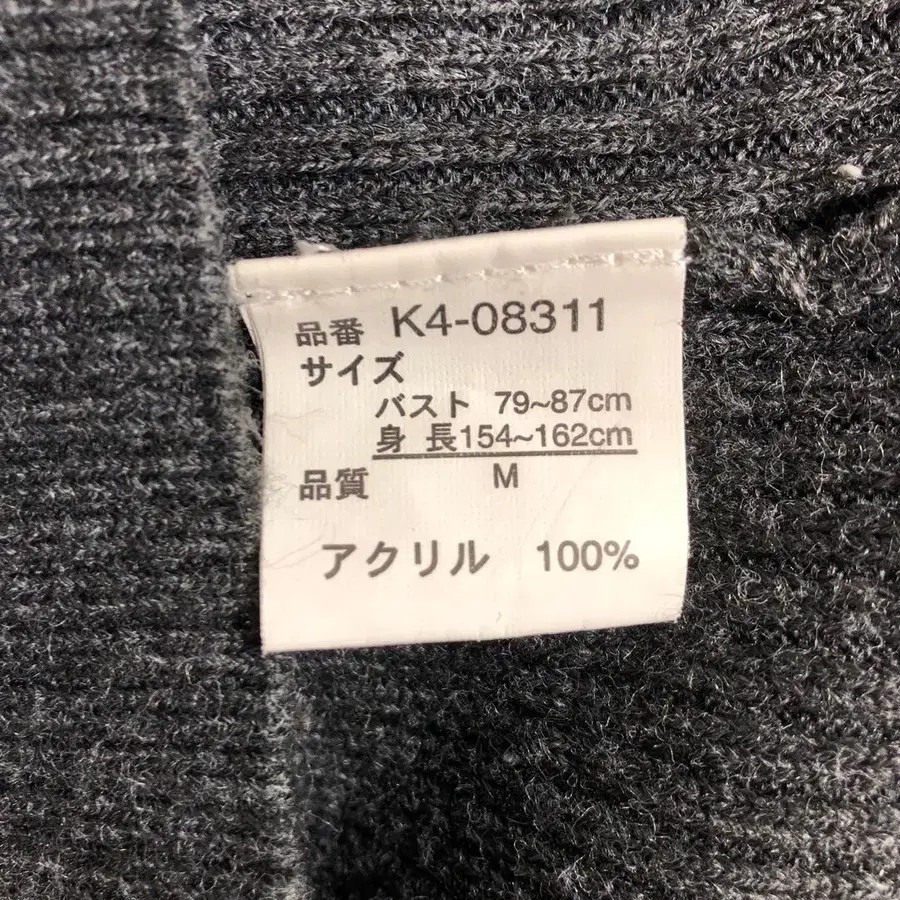 品番 K4-08311
サイズ
バスト 79~87cm
身 長154~162cm
品質 M
アクリル 100%